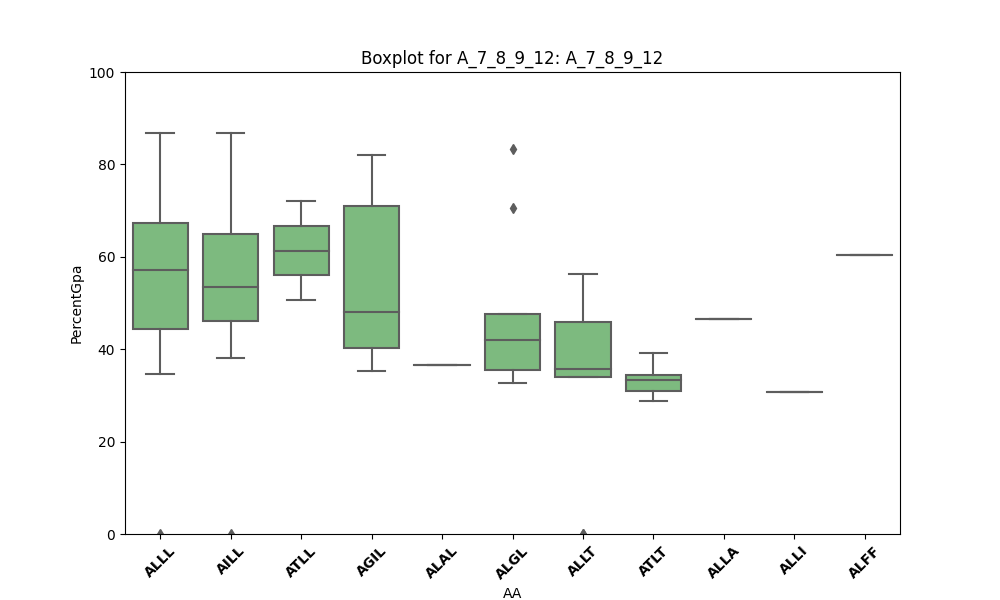 Boxplot for A_7_8_9_12: A_7_8_9_12
PercentGpa
100
80
60
40
20
0
ALLL AILL ATLL AGIL ALAL ALGL ALLT ATLT ALLA ALLI ALFF
AA